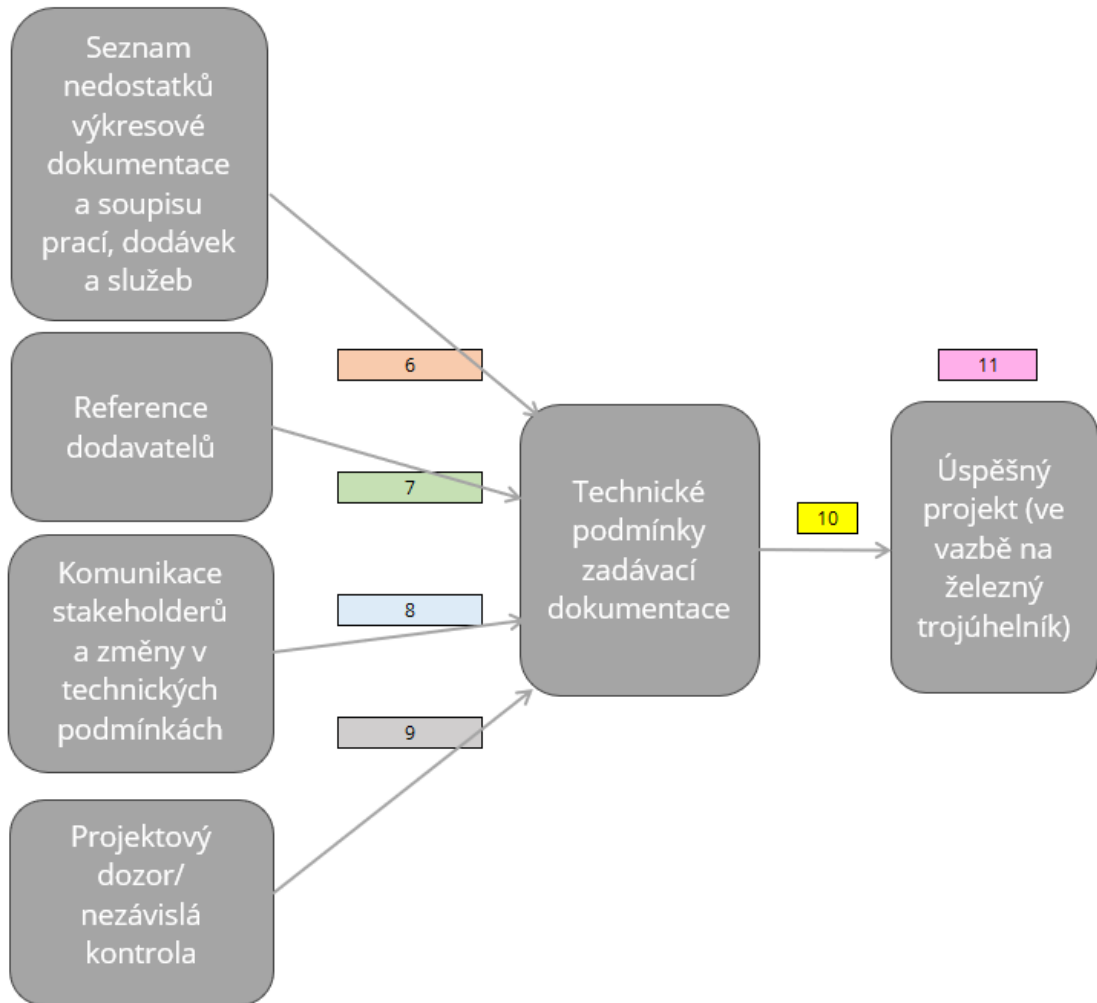 Seznam
nedostatků
výkresové
dokumentace
a soupisu
prací, dodávek
a služeb
6
Reference
dodavatelů
7
Komunikace
stakeholderů
a změny v
technických
podmínkách
8
9
Projektový
dozor/
nezávislá
kontrola
Technické
podmínky
zadávací
dokumentace
10
11
Úspěšný
projekt (ve
vazbě na
železný
trojúhelník)